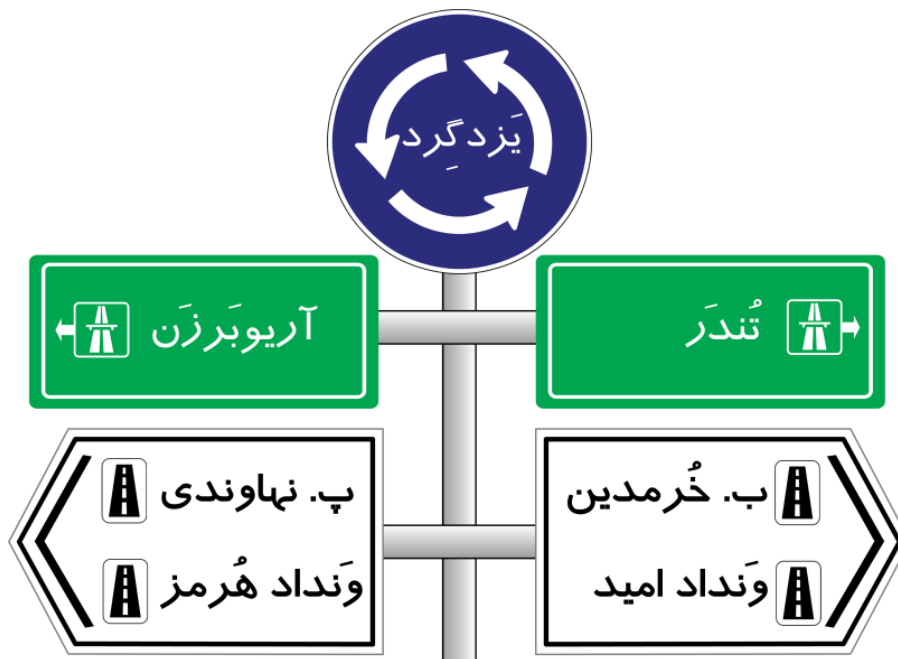 یَزدگِرد
تُندَر
آریوبَرزَن
ب. خُرمدین
وَنداد امید
پ. نهاوندی
وَنداد هُرمز